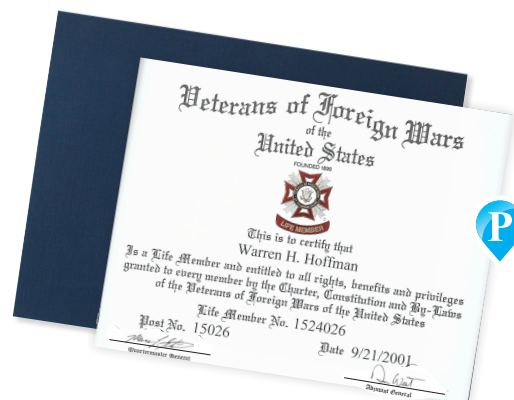 Veterans of Foreign Wars
of the
United States
FOUNDED 1899
LIFE MEMBER
This is to certify that
Warren H. Hoffman
Is a Life Member and entitled to all rights, benefits and privileges
granted to every member by the Charter, Constitution and By-Laws
of the Veterans of Foreign Wars of the United States
Life Member No. 1524026
Post No. 15026
Date 9/21/2001
Quartermaster General
Adjutant General
P